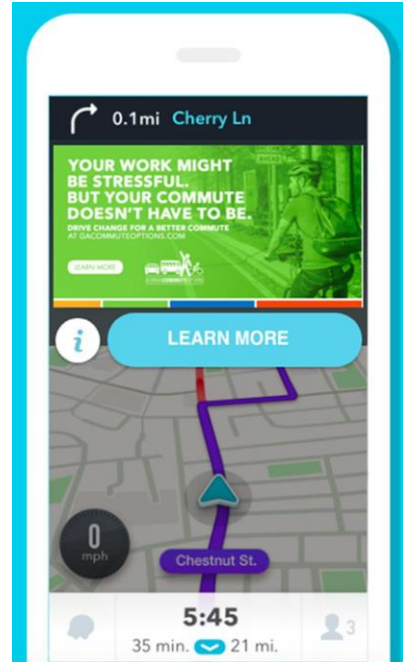 0.1mi Cherry Ln
AHEAD
YOUR WORK MIGHT
BE STRESSFUL.
BUT YOUR COMMUTE
DOESN'T HAVE TO BE.
DRIVE CHANGE FOR A BETTER COMMUTE
AT GACOMMUTEOPTIONS.COM
LEARN MORE
i LEARN MORE
0
mph
Chestnut St.
5:45
3
35 min. 21 mi.